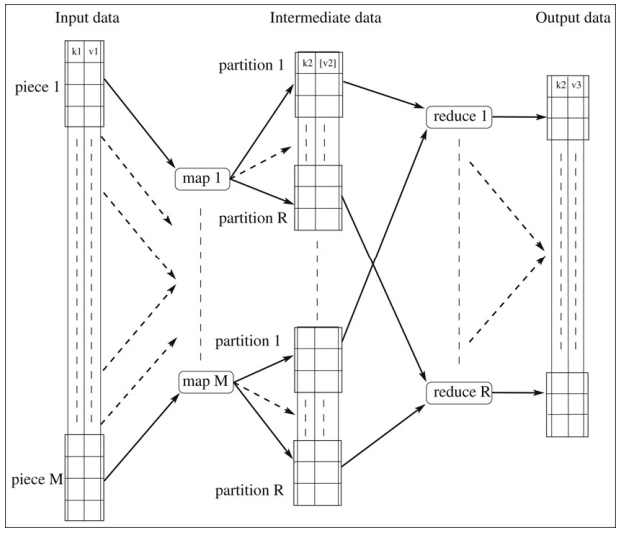 Input data
Intermediate data
Output data
k1 v1
piece 1
partition 1
k2 [v2]
reduce 1
k2 v3
map 1
partition R
partition 1
map M
reduce R
piece M
partition R